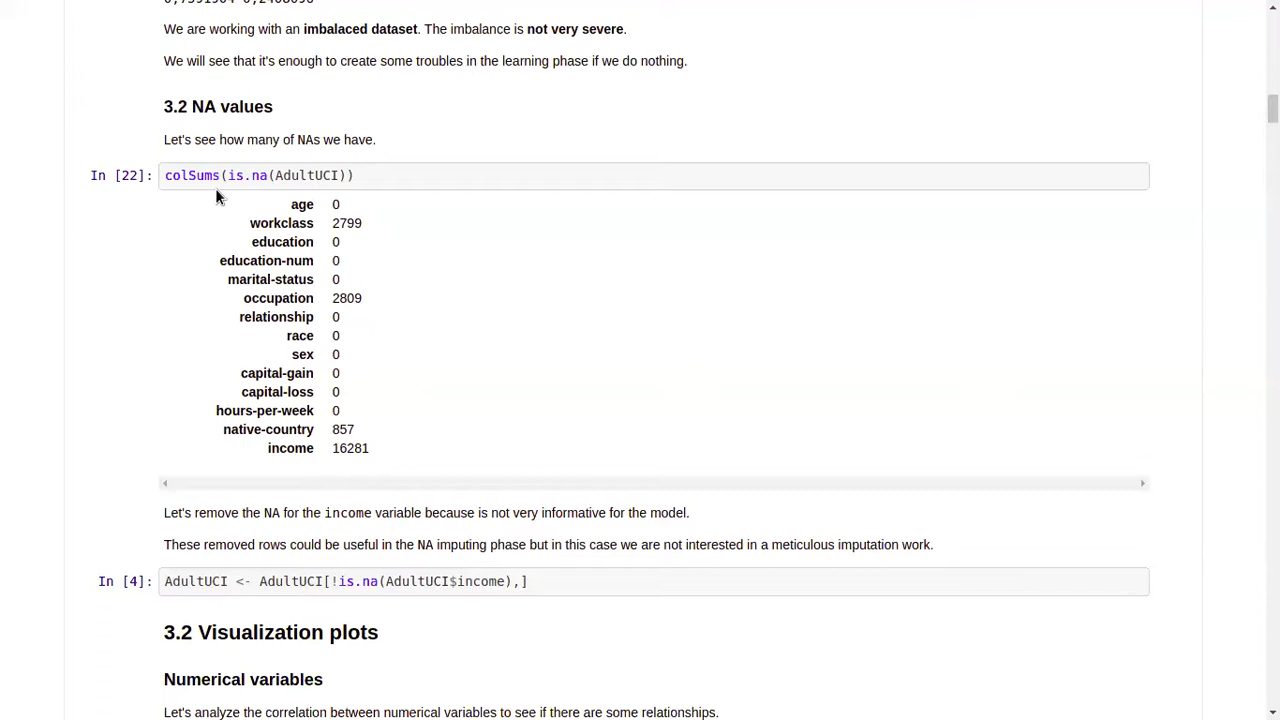 We are working with an imbalaced dataset. The imbalance is not very severe.
We will see that it's enough to create some troubles in the learning phase if we do nothing.
3.2 NA values
Let's see how many of NAs we have.
In [22]: colSums(is.na(AdultUCI))
age 0
workclass 2799
education 0
education-num 0
marital-status 0
occupation 2809
relationship 0
race 0
sex 0
capital-gain 0
capital-loss 0
hours-per-week 0
native-country 857
income 16281
Let's remove the NA for the income variable because is not very informative for the model.
These removed rows could be useful in the NA imputing phase but in this case we are not interested in a meticulous imputation work.
In [4]: AdultUCI <- AdultUCI[!is.na(AdultUCI$income),]
3.2 Visualization plots
Numerical variables
Let's analyze the correlation between numerical variables to see if there are some relationships.